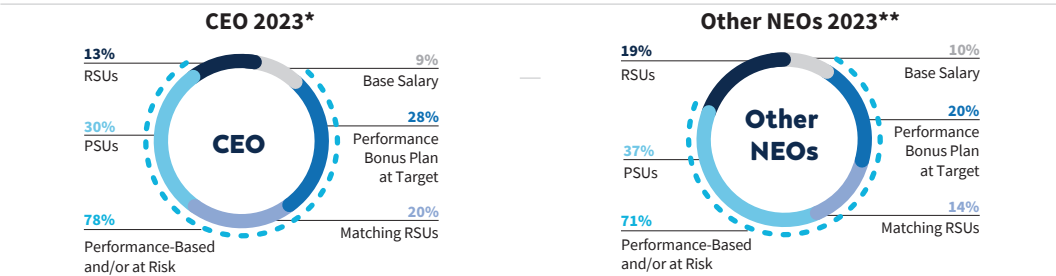 CEO 2023*
13%
RSUs
9%
Base Salary
30%
PSUs
CEO
28%
Performance
Bonus Plan
at Target
78%
Performance-Based
and/or at Risk
20%
Matching RSUs
Other NEOs 2023**
19%
RSUs
10%
Base Salary
37%
PSUs
Other
NEOs
20%
Performance
Bonus Plan
at Target
71%
Performance-Based
and/or at Risk
14%
Matching RSUs